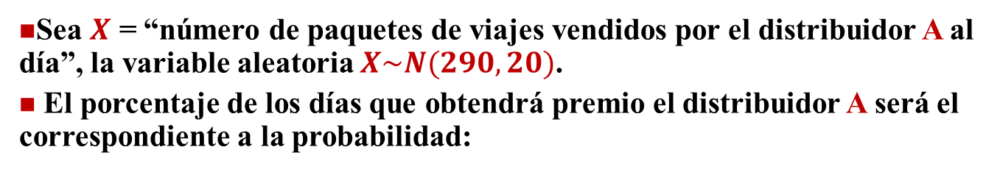 ■Sea X = “número de paquetes de viajes vendidos por el distribuidor A al
día”, la variable aleatoria X~N(290, 20).
■ El porcentaje de los días que obtendrá premio el distribuidor A será el
correspondiente a la probabilidad: